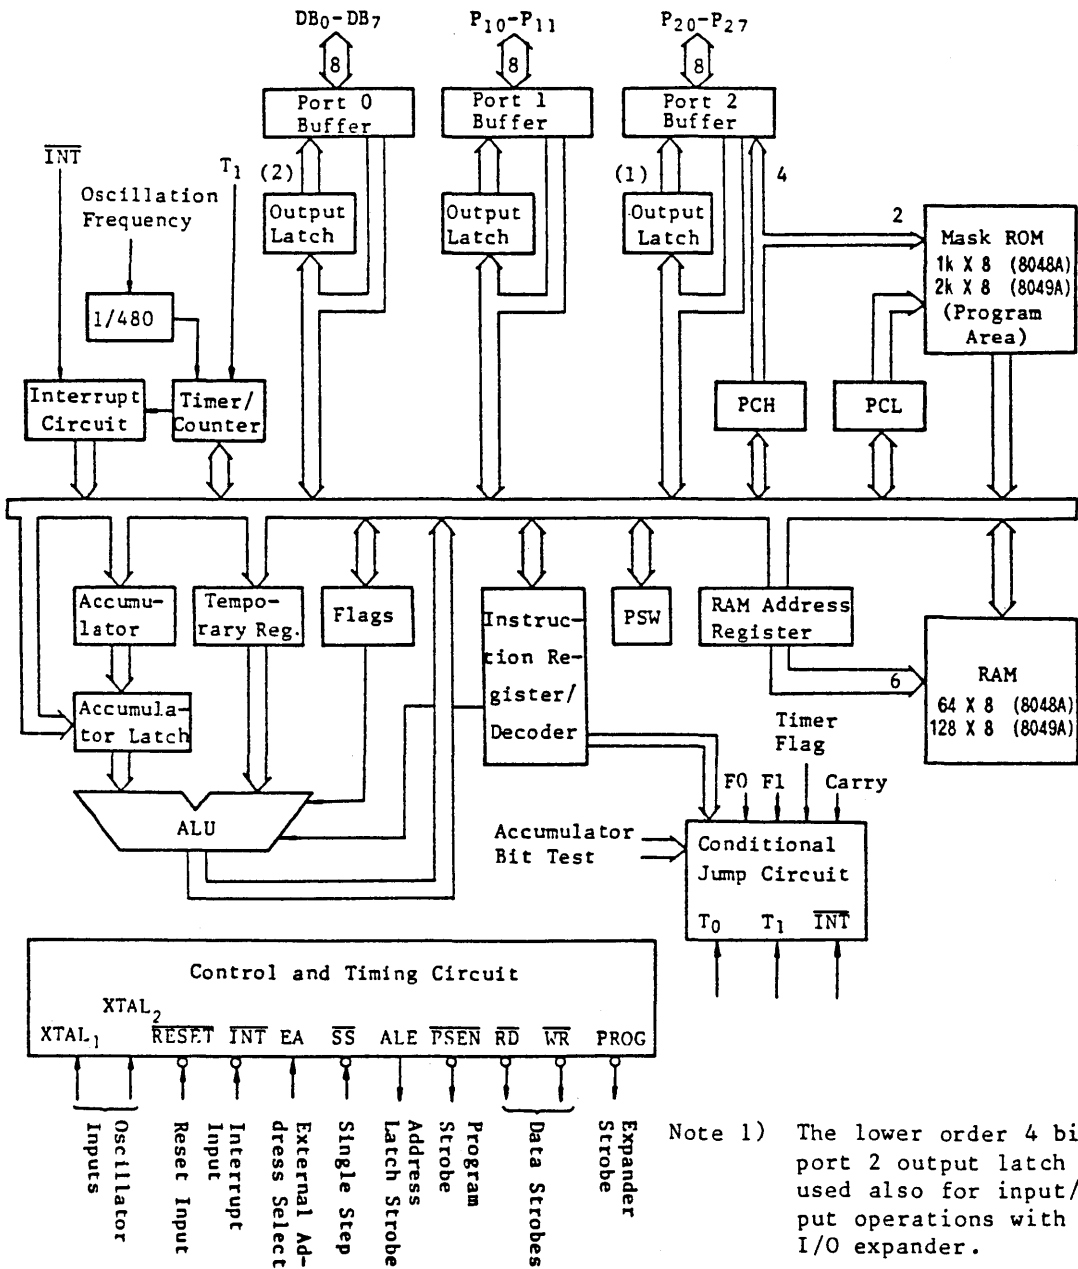 DB0-DB7
P10-P11
P20-P27
8
8
8
Port 0
Buffer
Port 1
Buffer
Port 2
Buffer
INT
T1
(2)
(1)
4
Oscillation
Frequency
Output
Latch
Output
Latch
Output
Latch
2
Mask ROM
1k X 8 (8048A)
2k X 8 (8049A)
(Program
Area)
1/480
Interrupt
Circuit
Timer/
Counter
PCH
PCL
Accumu-
lator
Tempo-
rary Reg.
Flags
Instruc-
tion Re-
gister/
Decoder
PSW
RAM Address
Register
6
RAM
64 X 8 (8048A)
128 X 8 (8049A)
Accumula-
tor Latch
Timer
Flag
F0
F1
Carry
ALU
Accumulator
Bit Test
Conditional
Jump Circuit
T0
T1
INT
Control and Timing Circuit
XTAL1
XTAL2
RESET
INT
EA
SS
ALE
PSEN
RD
WR
PROG
Oscillator
Inputs
Reset Input
Interrupt
Input
External Ad-
dress Select
Single Step
Address
Latch Strobe
Program
Strobe
Data Strobes
Expander
Strobe
Note 1) The lower order 4 bi
port 2 output latch
used also for input/
put operations with
I/O expander.